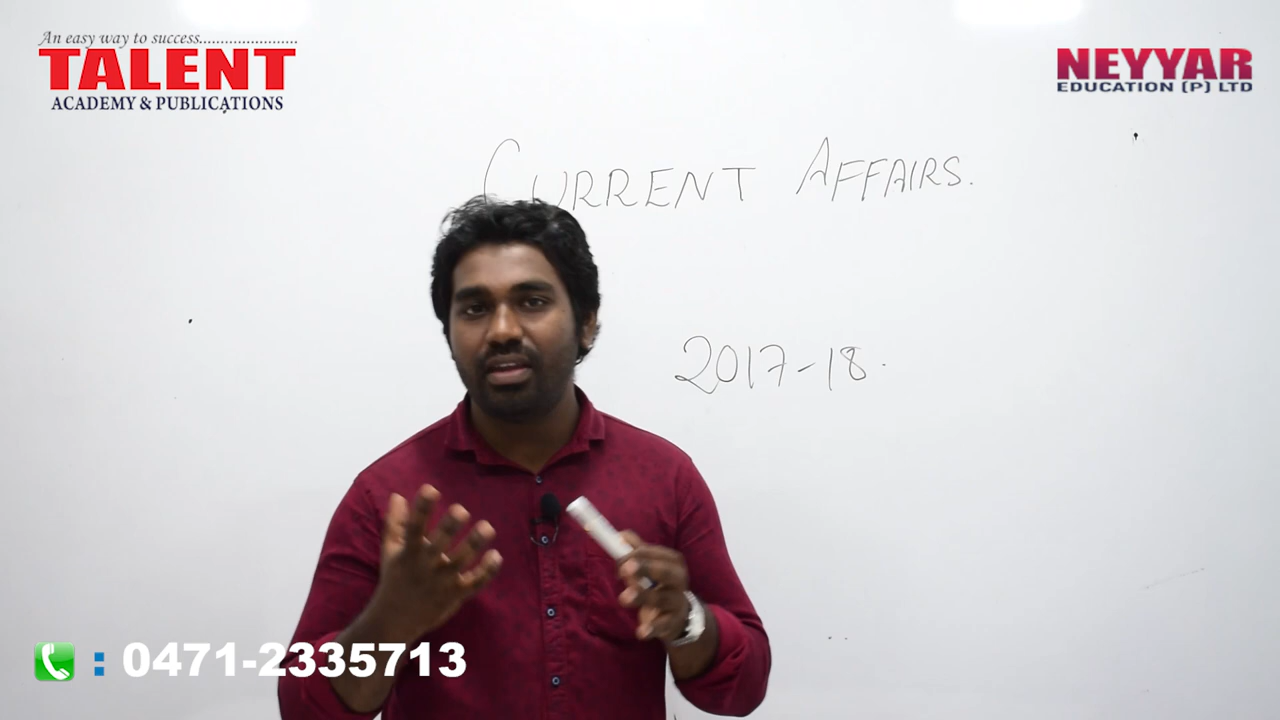 An easy way to success.......................
TALENT
ACADEMY & PUBLICATIONS
NEYYAR
EDUCATION (P) LTD
CURRENT AFFAIRS.
2017-18.
: 0471-2335713